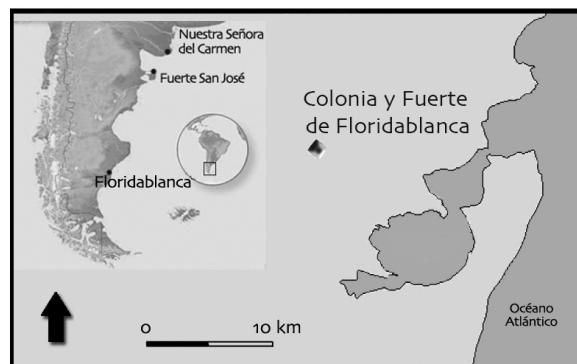 Nuestra Señora
del Carmen
Fuerte San José
Floridablanca
Colonia y Fuerte
de Floridablanca
Océano
Atlántico
0 10 km